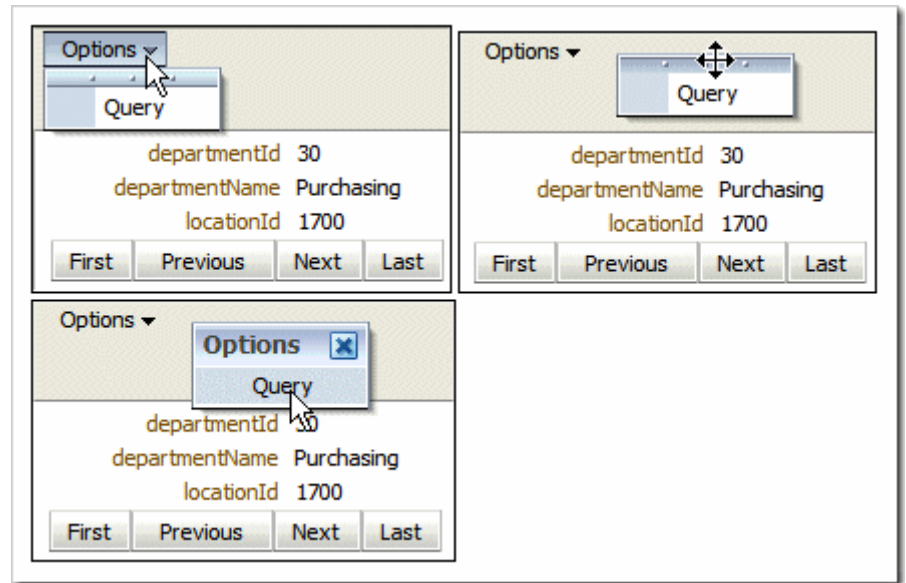 Options
Query
departmentId 30
departmentName Purchasing
locationId 1700
First Previous Next Last
Options
Query
departmentId 30
departmentName Purchasing
locationId 1700
First Previous Next Last
Options
Options
Query
departmentId 30
departmentName Purchasing
locationId 1700
First Previous Next Last